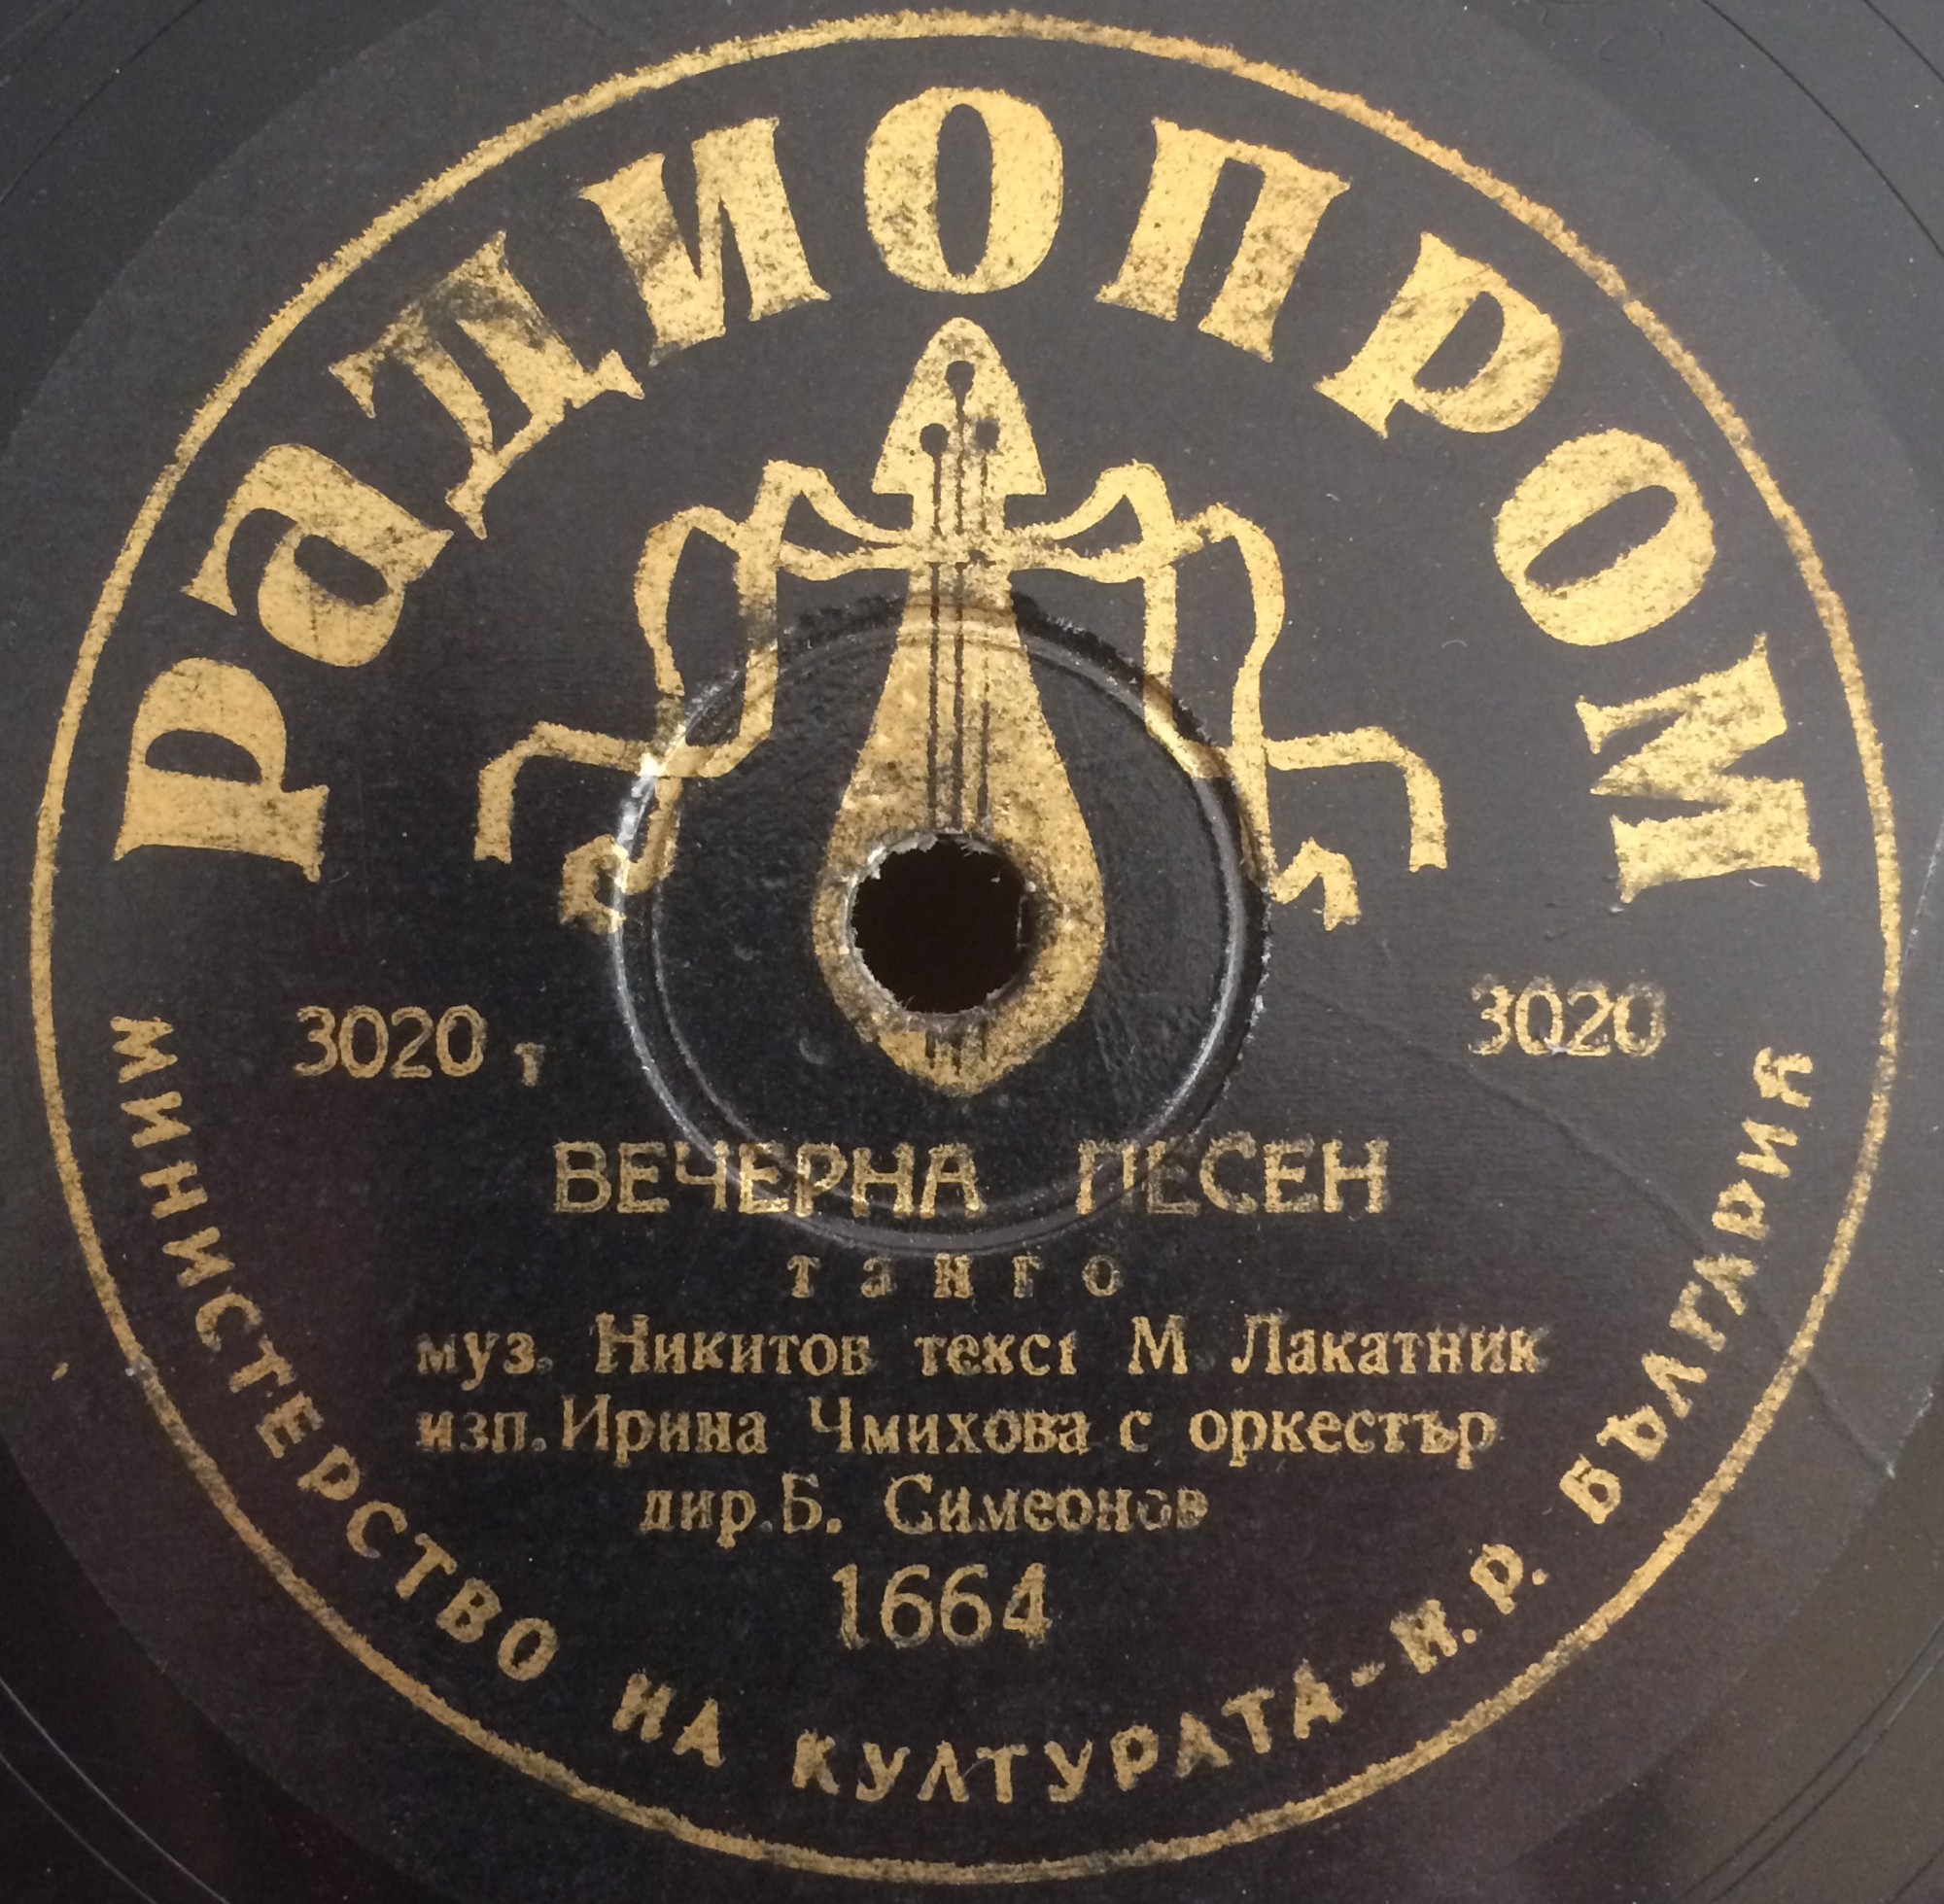 РАДИОПРОМ
3020 т 3020
ВЕЧЕРНА ПЕСЕН
танго
муз. Никитов текст М Лакатник
изп. Ирина Чмихова с оркестър
дир. Б. Симеонов
1664
МИНИСТЕРСТВО НА КУЛТУРАТА - Н. Р. БЪЛГАРИЯ